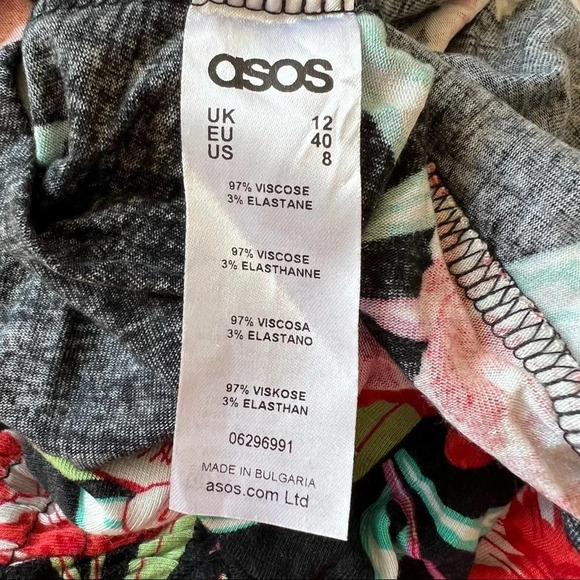 asos
UK 12
EU 40
US 8
97% VISCOSE
3% ELASTANE
97% VISCOSE
3% ELASTHANNE
97% VISCOSA
3% ELASTANO
97% VISKOSE
3% ELASTHAN
06296991
MADE IN BULGARIA
asos.com Ltd